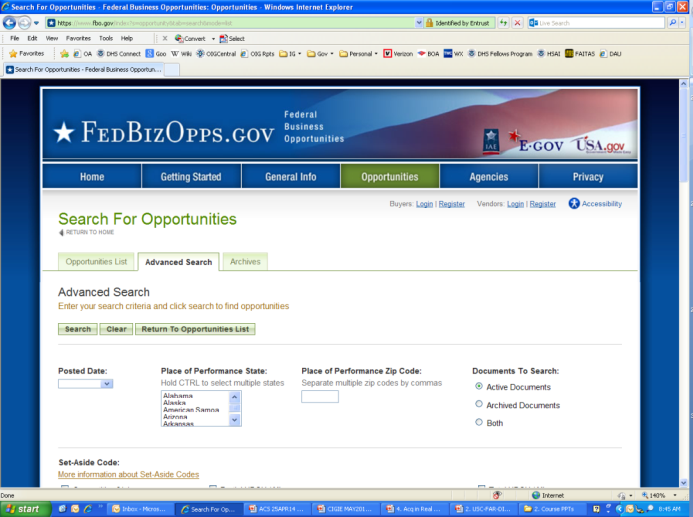 Search For Opportunities - Federal Business Opportunities: Opportunities - Windows Internet Explorer
https://www.fbo.gov/index?s=opportunity&tab=search&mode=list
Identified by Entrust
Live Search
File Edit View Favorites Tools Help
Convert Select
Favorites OA DHS Connect Goo Wiki OIGCentral OIG Rpts IG Gov Personal Verizon BOA WX DHS Fellows Program HSAI FAITAS DAU
Search For Opportunities - Federal Business Opportun...
FEDBIZOPPS.GOV
Federal
Business
Opportunities
IAE
E-GOV
USA.gov
Home Getting Started General Info Opportunities Agencies Privacy
Buyers: Login | Register Vendors: Login | Register Accessibility
Search For Opportunities
RETURN TO HOME
Opportunities List Advanced Search Archives
Advanced Search
Enter your search criteria and click search to find opportunities
Search Clear Return To Opportunities List
Posted Date: Place of Performance State: Place of Performance Zip Code: Documents To Search:
Hold CTRL to select multiple states Separate multiple zip codes by commas
Active Documents
Alabama
Alaska
American Samoa
Arizona
Arkansas
Archived Documents
Both
Set-Aside Code:
More information about Set-Aside Codes
Done Internet 140%
start Inbox - Micros... Search For Op... ACS 25APR14 ... CIGIE MAY201... 4. Acq in Real ... 2. USC-FAR-DI... 2. Course PPTs 8:45 AM